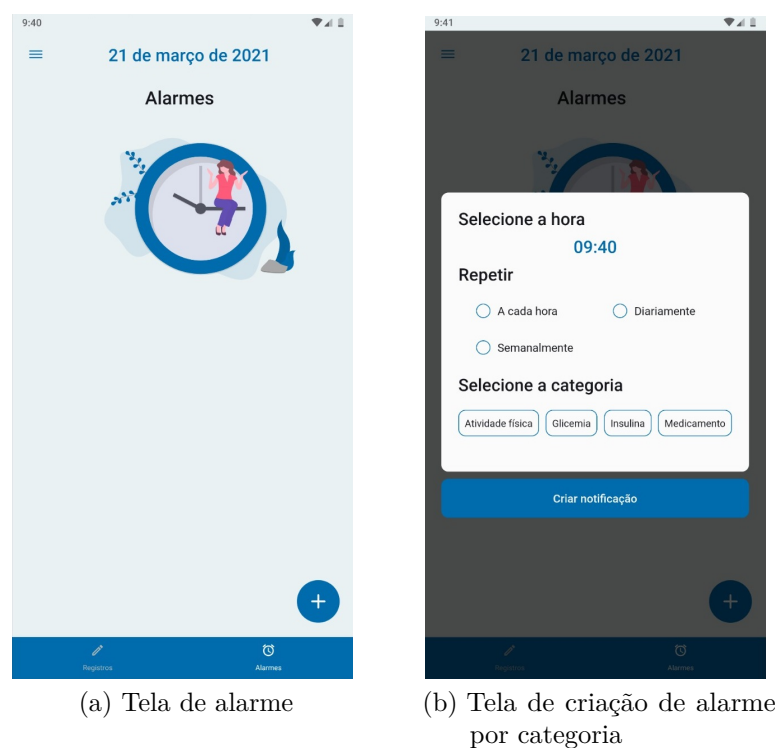 9:40
21 de março de 2021
Alarmes
Registros
Alarmes
(a) Tela de alarme
9:41
21 de março de 2021
Alarmes
Selecione a hora
09:40
Repetir
A cada hora
Diariamente
Semanalmente
Selecione a categoria
Atividade física
Glicemia
Insulina
Medicamento
Criar notificação
Registros
Alarmes
(b) Tela de criação de alarme
por categoria